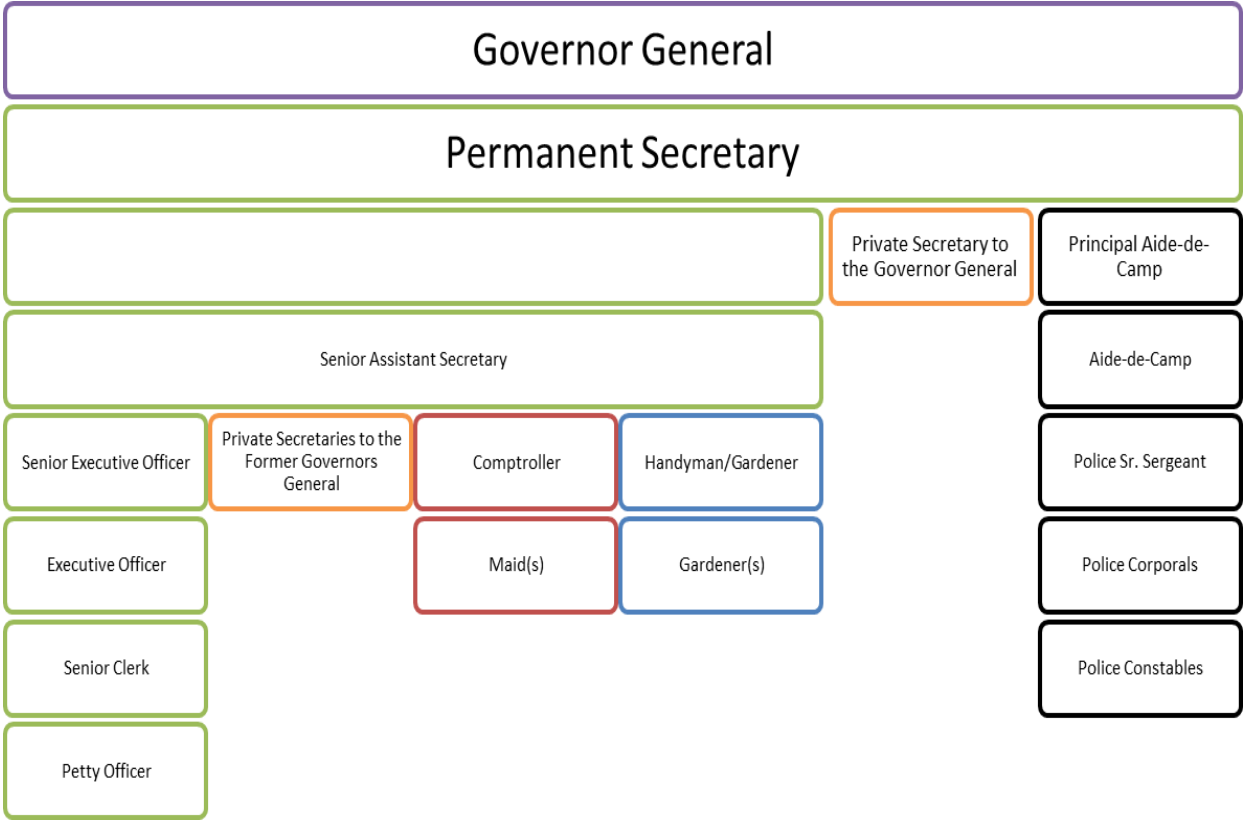 Governor General
Permanent Secretary
Private Secretary to
the Governor General
Principal Aide-de-
Camp
Senior Assistant Secretary
Aide-de-Camp
Senior Executive Officer
Private Secretaries to the
Former Governors
General
Comptroller
Handyman/Gardener
Police Sr. Sergeant
Executive Officer
Maid(s)
Gardener(s)
Police Corporals
Senior Clerk
Police Constables
Petty Officer